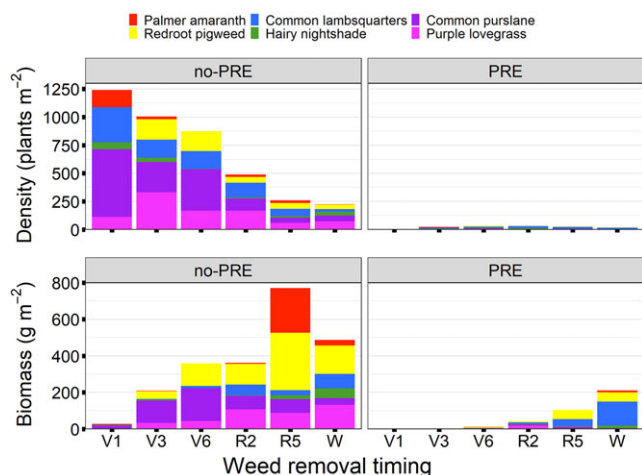 Palmer amaranth Common lambsquarters Common purslane
Redroot pigweed Hairy nightshade Purple lovegrass
no-PRE PRE
Density (plants m−2)
1250
1000
750
500
250
0
no-PRE PRE
Biomass (g m−2)
800
600
400
200
0
V1 V3 V6 R2 R5 W V1 V3 V6 R2 R5 W
Weed removal timing